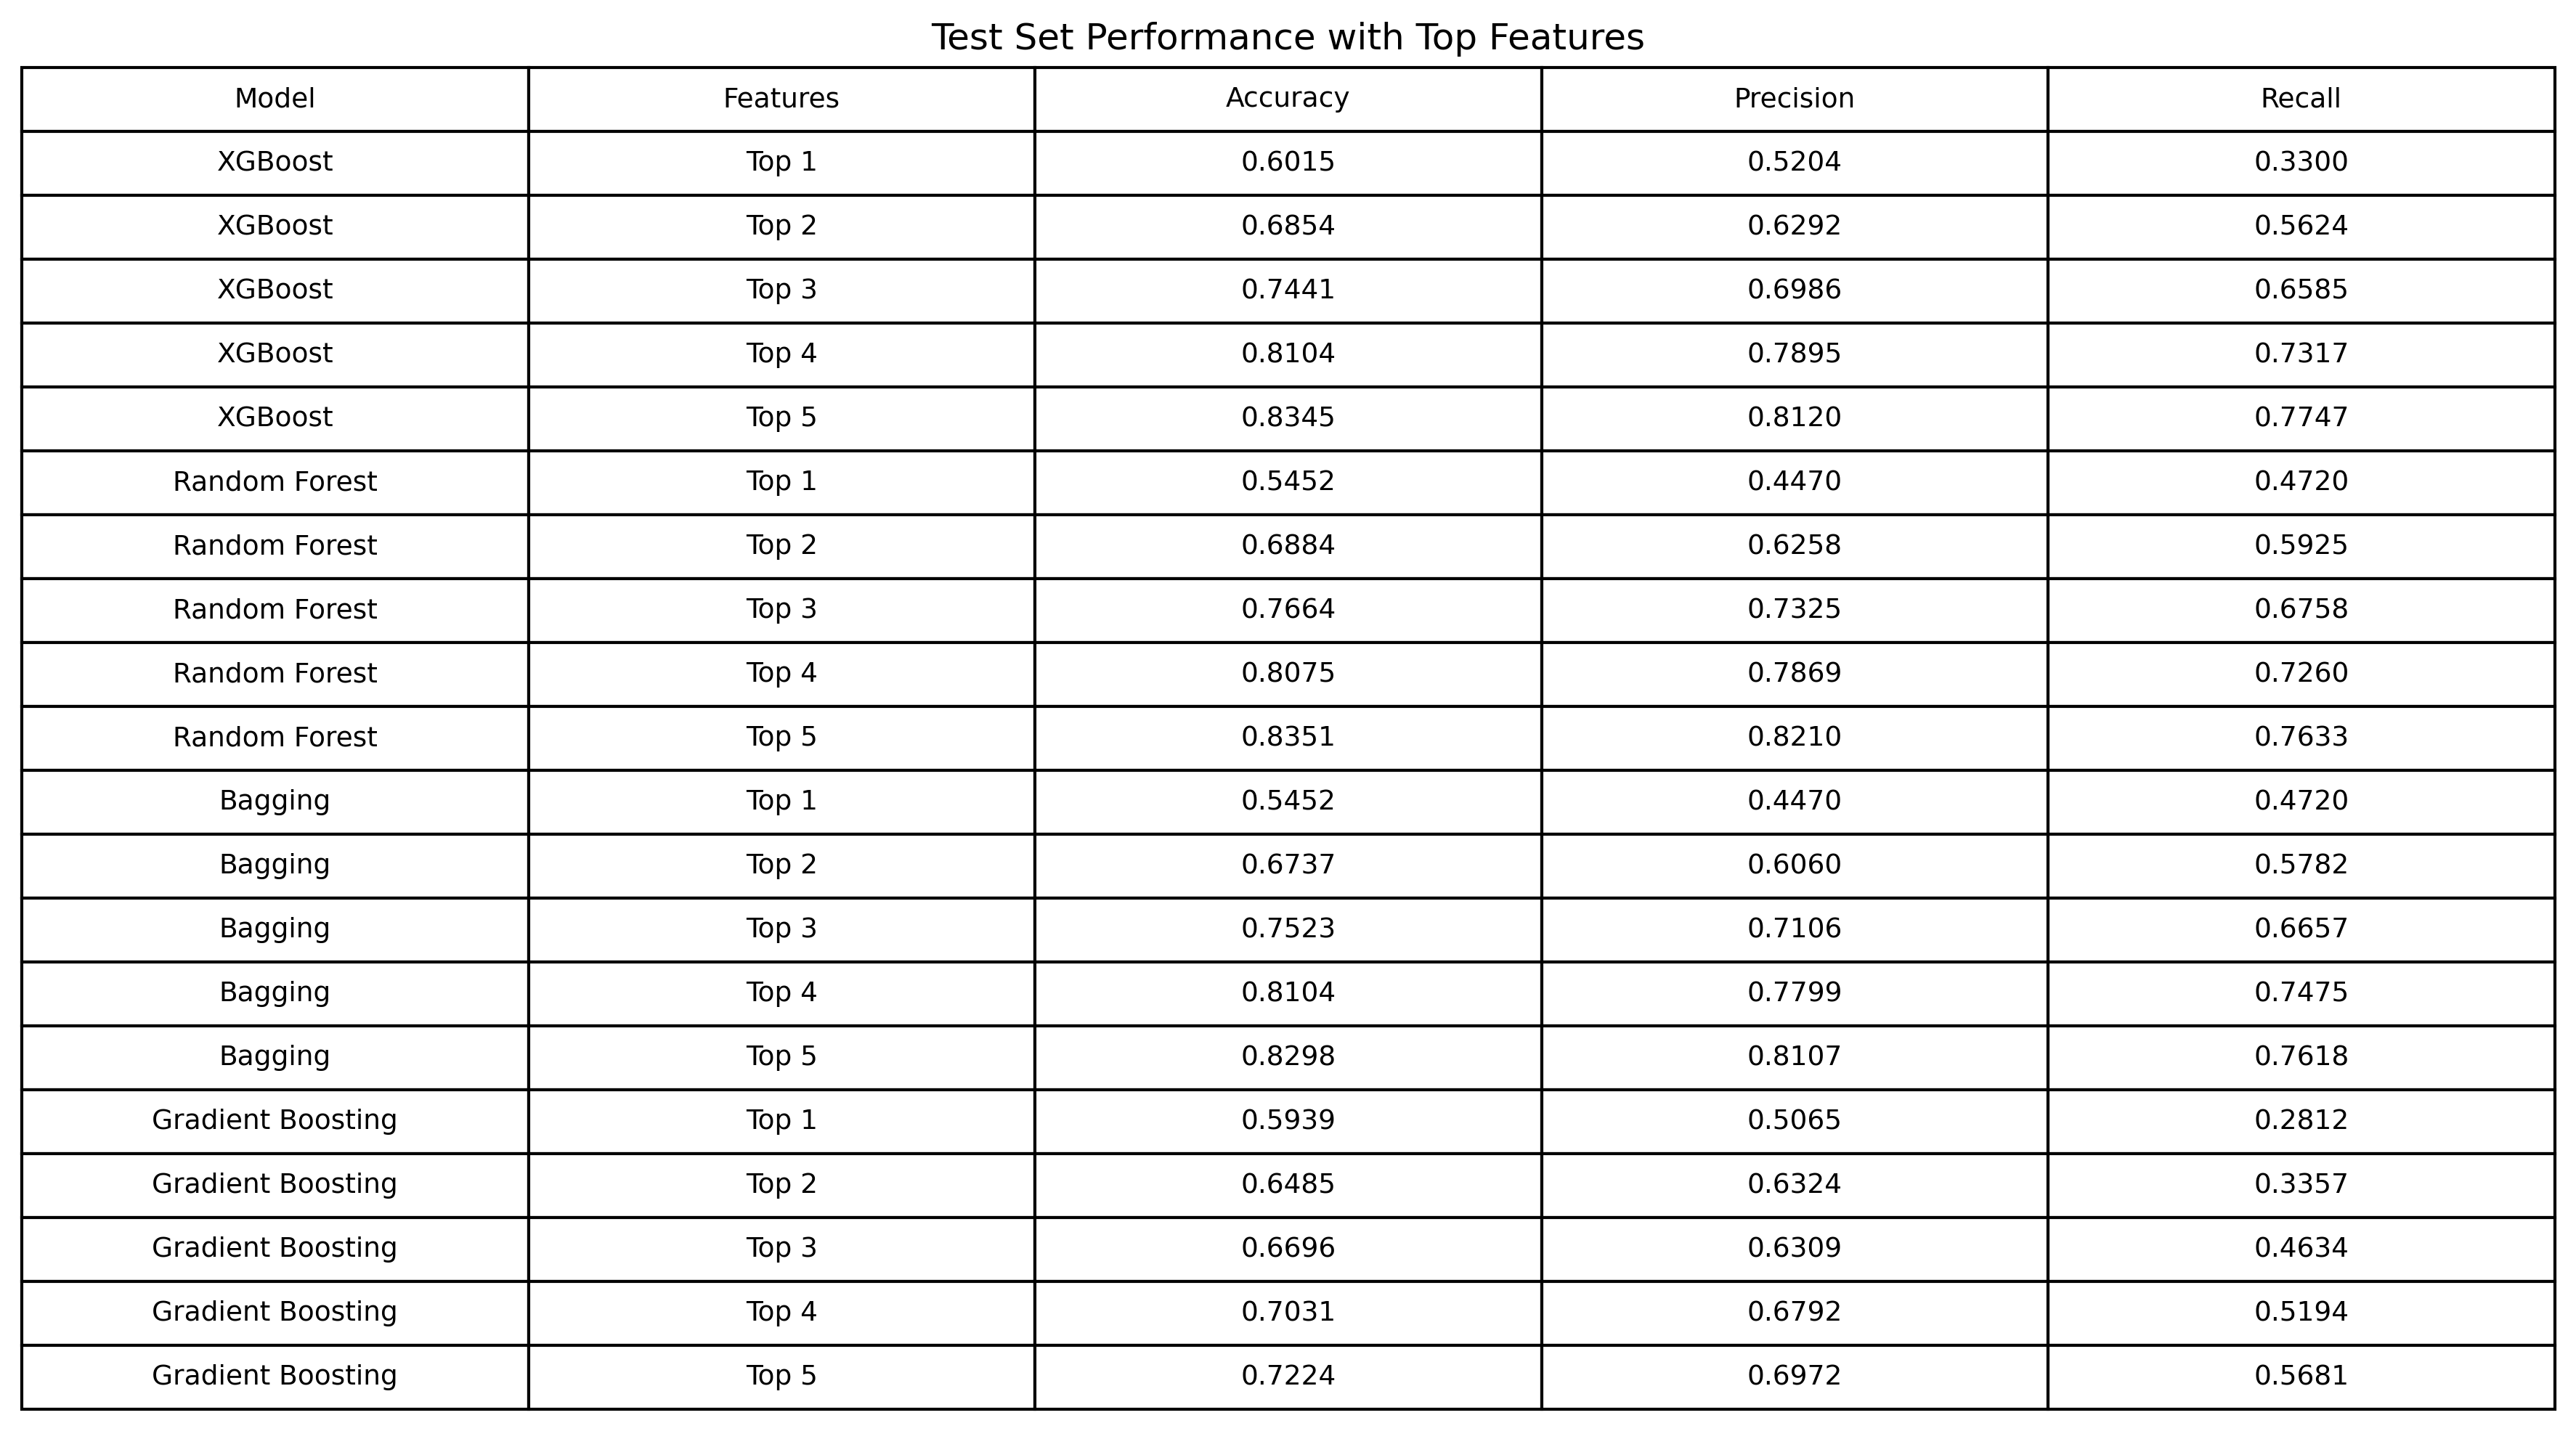 Test Set Performance with Top Features
Model Features Accuracy Precision Recall
XGBoost Top 1 0.6015 0.5204 0.3300
XGBoost Top 2 0.6854 0.6292 0.5624
XGBoost Top 3 0.7441 0.6986 0.6585
XGBoost Top 4 0.8104 0.7895 0.7317
XGBoost Top 5 0.8345 0.8120 0.7747
Random Forest Top 1 0.5452 0.4470 0.4720
Random Forest Top 2 0.6884 0.6258 0.5925
Random Forest Top 3 0.7664 0.7325 0.6758
Random Forest Top 4 0.8075 0.7869 0.7260
Random Forest Top 5 0.8351 0.8210 0.7633
Bagging Top 1 0.5452 0.4470 0.4720
Bagging Top 2 0.6737 0.6060 0.5782
Bagging Top 3 0.7523 0.7106 0.6657
Bagging Top 4 0.8104 0.7799 0.7475
Bagging Top 5 0.8298 0.8107 0.7618
Gradient Boosting Top 1 0.5939 0.5065 0.2812
Gradient Boosting Top 2 0.6485 0.6324 0.3357
Gradient Boosting Top 3 0.6696 0.6309 0.4634
Gradient Boosting Top 4 0.7031 0.6792 0.5194
Gradient Boosting Top 5 0.7224 0.6972 0.5681